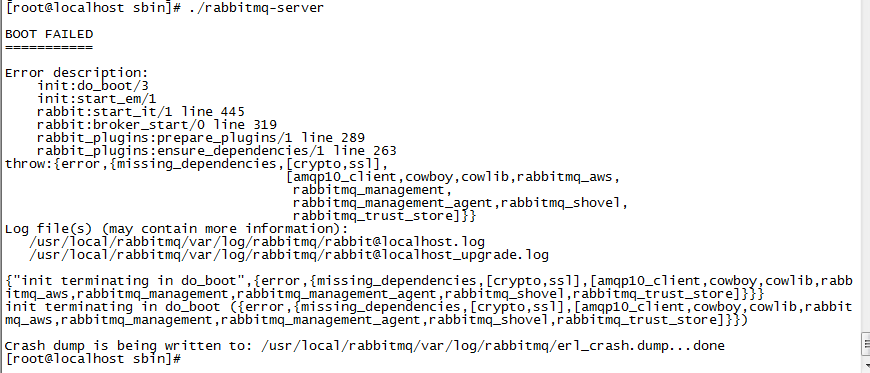 [root@localhost sbin]# ./rabbitmq-server
BOOT FAILED
===========
Error description:
    init:do_boot/3
    init:start_em/1
    rabbit:start_it/1 line 445
    rabbit:broker_start/0 line 319
    rabbit_plugins:prepare_plugins/1 line 289
    rabbit_plugins:ensure_dependencies/1 line 263
throw:{error,{missing_dependencies,[crypto,ssl],
                                   [amqp10_client,cowboy,cowlib,rabbitmq_aws,
                                    rabbitmq_management,
                                    rabbitmq_management_agent,rabbitmq_shovel,
                                    rabbitmq_trust_store]}}
Log file(s) (may contain more information):
   /usr/local/rabbitmq/var/log/rabbitmq/rabbit@localhost.log
   /usr/local/rabbitmq/var/log/rabbitmq/rabbit@localhost_upgrade.log
{"init terminating in do_boot",{error,{missing_dependencies,[crypto,ssl],[amqp10_client,cowboy,cowlib,rabb
itmq_aws,rabbitmq_management,rabbitmq_management_agent,rabbitmq_shovel,rabbitmq_trust_store]}}}
init terminating in do_boot ({error,{missing_dependencies,[crypto,ssl],[amqp10_client,cowboy,cowlib,rabbit
mq_aws,rabbitmq_management,rabbitmq_management_agent,rabbitmq_shovel,rabbitmq_trust_store]}})
Crash dump is being written to: /usr/local/rabbitmq/var/log/rabbitmq/erl_crash.dump...done
[root@localhost sbin]#